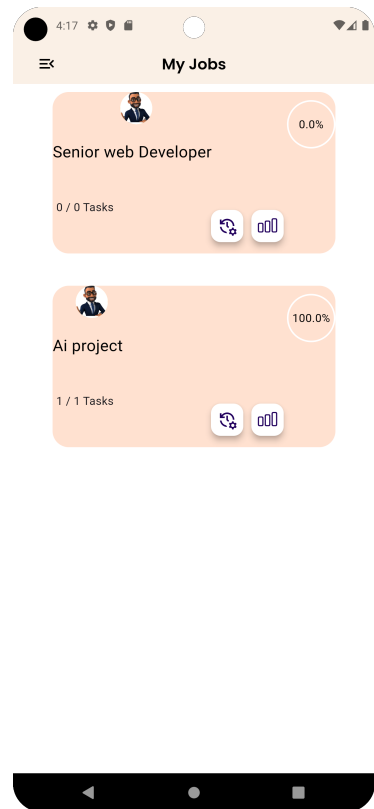 4:17
My Jobs
0.0%
Senior web Developer
0 / 0 Tasks
100.0%
Ai project
1 / 1 Tasks